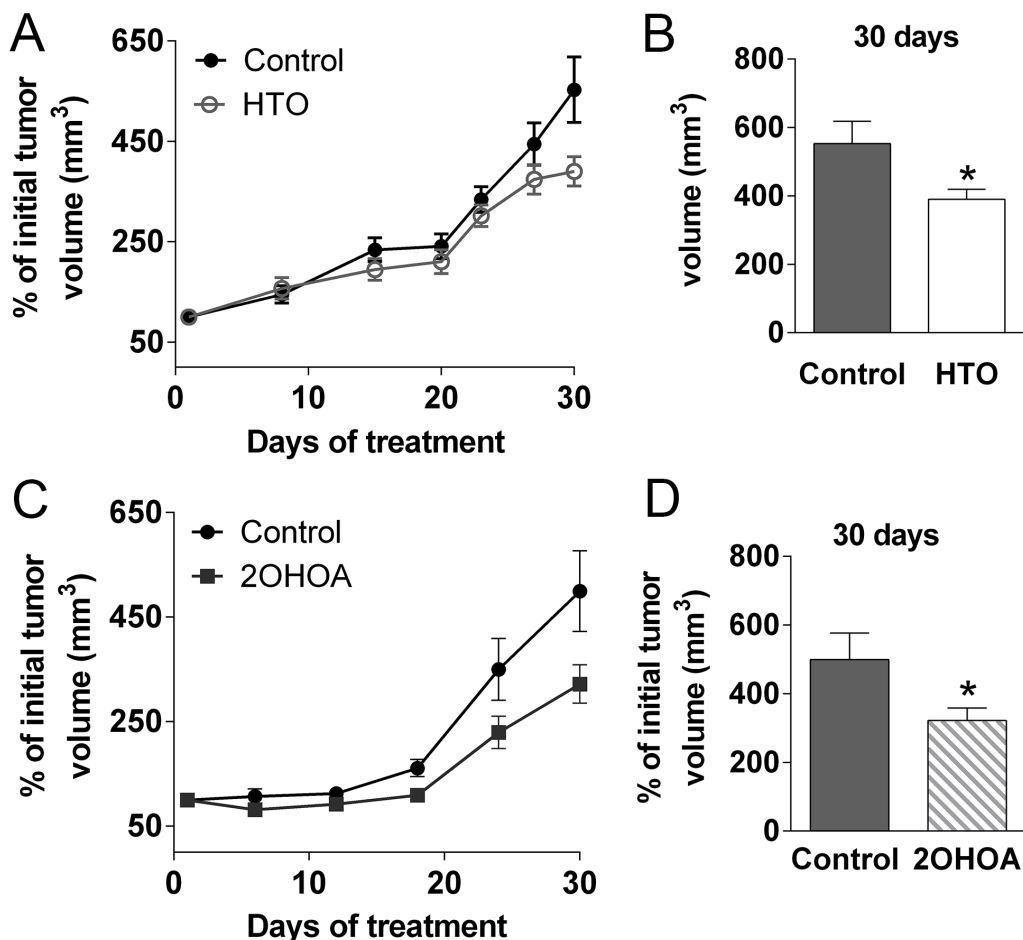 A
% of initial tumor
volume (mm³)
650
450
250
50
Control
HTO
0 10 20 30
Days of treatment
B
30 days
volume (mm³)
800
600
400
200
0
*
Control HTO
C
% of initial tumor
volume (mm³)
650
450
250
50
Control
2OHOA
0 10 20 30
Days of treatment
D
30 days
% of initial tumor
volume (mm³)
800
600
400
200
0
*
Control 2OHOA